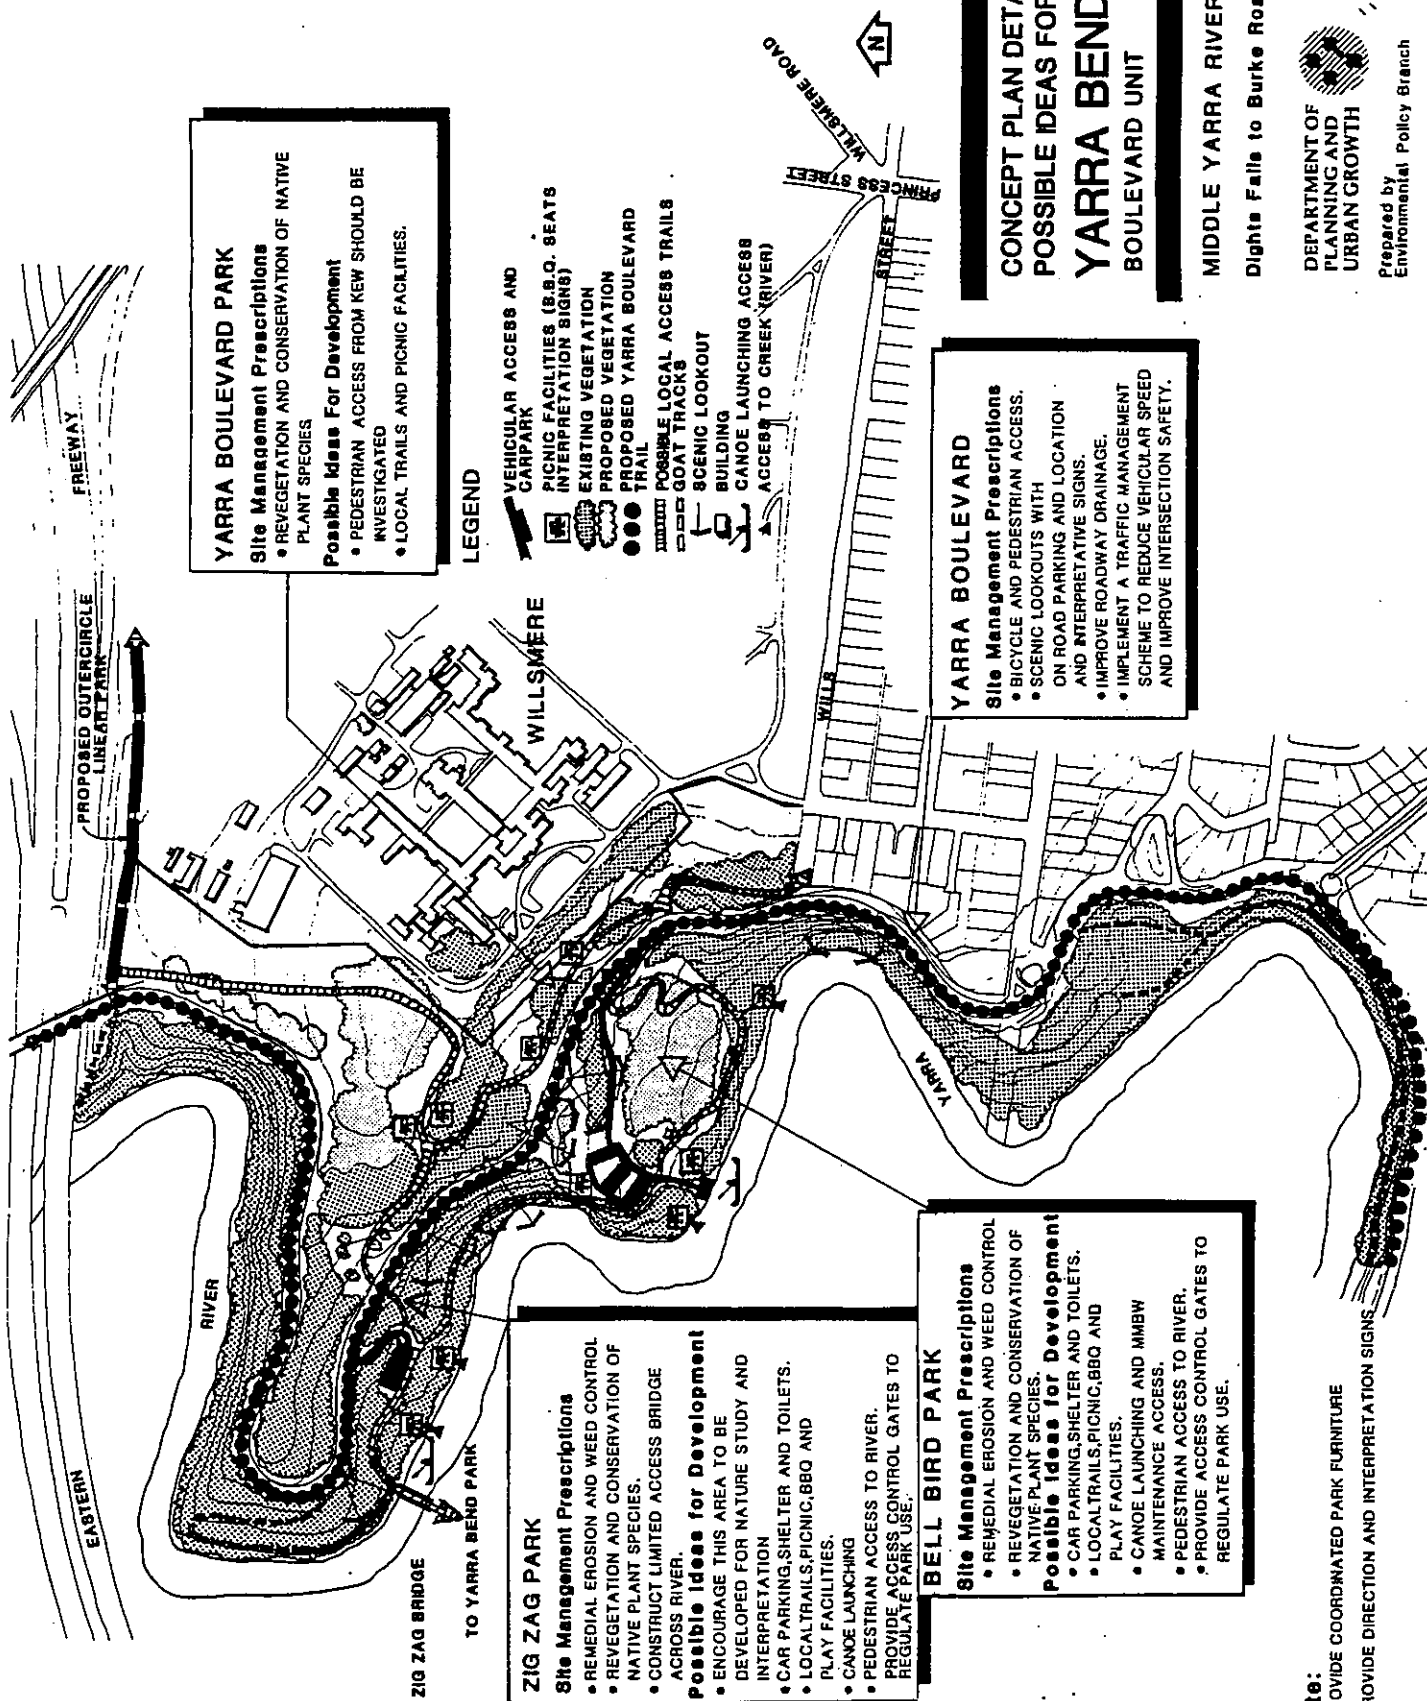 EASTERN
FREEWAY
RIVER
PROPOSED OUTERCIRCLE
LINEAR PARK
ZIG ZAG BRIDGE
TO YARRA BEND PARK
WILLSMERE
YARRA
WILLS
STREET
PRINCESS STREET
WILLSMERE ROAD
N
YARRA BOULEVARD PARK
Site Management Prescriptions
• REVEGETATION AND CONSERVATION OF NATIVE
PLANT SPECIES
Possible Ideas For Development
• PEDESTRIAN ACCESS FROM KEW SHOULD BE
INVESTIGATED
• LOCAL TRAILS AND PICNIC FACILITIES.
LEGEND
VEHICULAR ACCESS AND
CARPARK
PICNIC FACILITIES (B.B.Q. SEATS
INTERPRETATION SIGNS)
EXISTING VEGETATION
PROPOSED VEGETATION
PROPOSED YARRA BOULEVARD
TRAIL
POSSIBLE LOCAL ACCESS TRAILS
GOAT TRACKS
SCENIC LOOKOUT
BUILDING
CANOE LAUNCHING ACCESS
ACCESS TO CREEK (RIVER)
ZIG ZAG PARK
Site Management Prescriptions
• REMEDIAL EROSION AND WEED CONTROL
• REVEGETATION AND CONSERVATION OF
NATIVE PLANT SPECIES.
• CONSTRUCT LIMITED ACCESS BRIDGE
ACROSS RIVER.
Possible Ideas for Development
• ENCOURAGE THIS AREA TO BE
DEVELOPED FOR NATURE STUDY AND
INTERPRETATION
• CAR PARKING,SHELTER AND TOILETS.
• LOCALTRAILS,PICNIC,BBQ AND
PLAY FACILITIES.
• CANOE LAUNCHING
• PEDESTRIAN ACCESS TO RIVER.
PROVIDE ACCESS CONTROL GATES TO
REGULATE PARK USE.
BELL BIRD PARK
Site Management Prescriptions
• REMEDIAL EROSION AND WEED CONTROL
• REVEGETATION AND CONSERVATION OF
NATIVE PLANT SPECIES.
Possible Ideas for Development
• CAR PARKING,SHELTER AND TOILETS.
• LOCALTRAILS,PICNIC,BBQ AND
PLAY FACILITIES.
• CANOE LAUNCHING AND MMBW
MAINTENANCE ACCESS.
• PEDESTRIAN ACCESS TO RIVER.
• PROVIDE ACCESS CONTROL GATES TO
REGULATE PARK USE.
YARRA BOULEVARD
Site Management Prescriptions
• BICYCLE AND PEDESTRIAN ACCESS.
• SCENIC LOOKOUTS WITH
ON ROAD PARKING AND LOCATION
AND INTERPRETATIVE SIGNS.
• IMPROVE ROADWAY DRAINAGE.
• IMPLEMENT A TRAFFIC MANAGEMENT
SCHEME TO REDUCE VEHICULAR SPEED
AND IMPROVE INTERSECTION SAFETY.
te:
OVIDE COORDINATED PARK FURNITURE
ROVIDE DIRECTION AND INTERPRETATION SIGNS
CONCEPT PLAN DETA
POSSIBLE IDEAS FOR
YARRA BEND
BOULEVARD UNIT
MIDDLE YARRA RIVER
Dights Falls to Burke Roa
DEPARTMENT OF
PLANNING AND
URBAN GROWTH
Prepared by
Environmental Policy Branch